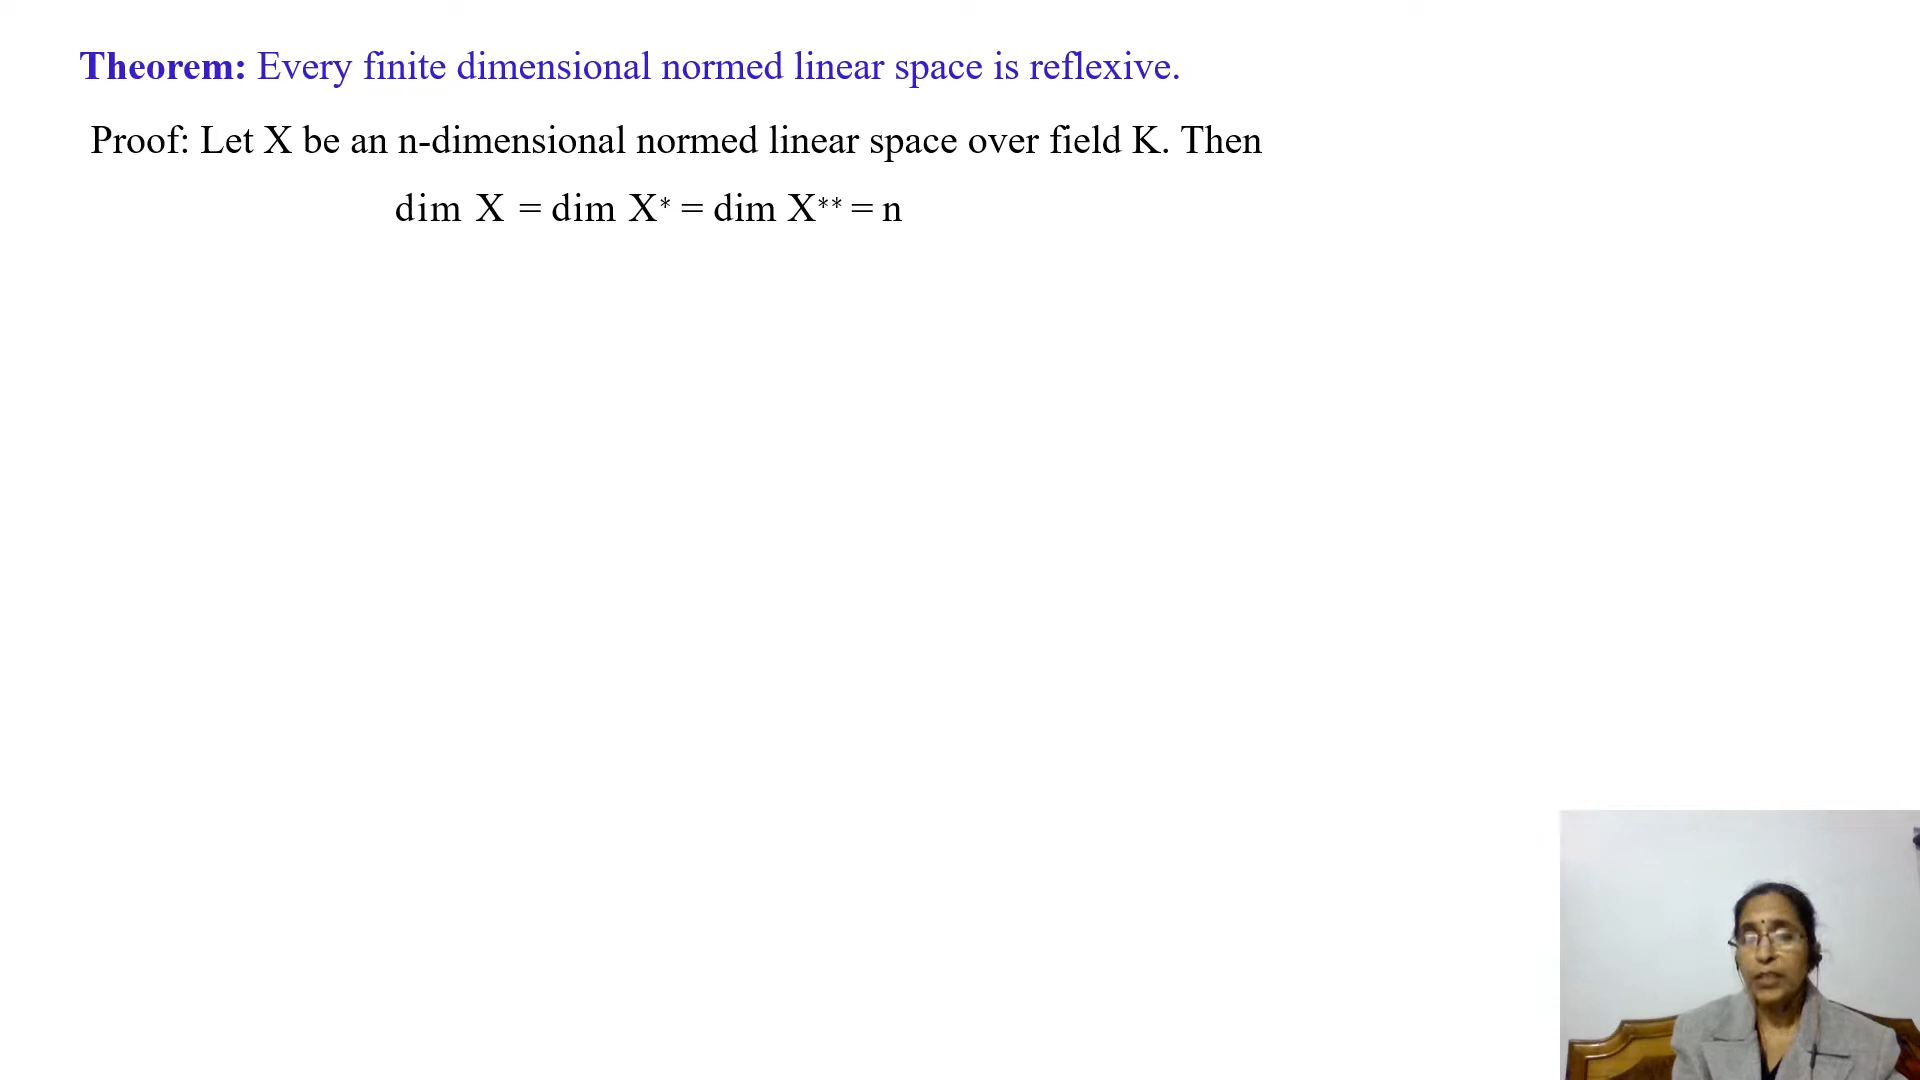 Theorem: Every finite dimensional normed linear space is reflexive.
Proof: Let X be an n-dimensional normed linear space over field K. Then
dim X = dim X* = dim X** = n